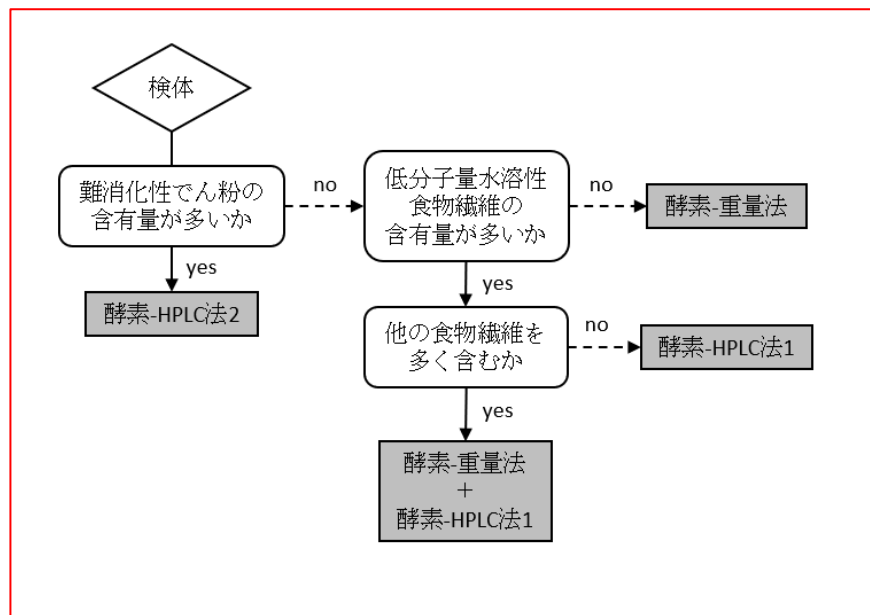 検体
難消化性でん粉の
含有量が多いか
no
低分子量水溶性
食物繊維の
含有量が多いか
no
酵素-重量法
yes
酵素-HPLC法2
yes
他の食物繊維を
多く含むか
no
酵素-HPLC法1
yes
酵素-重量法
+
酵素-HPLC法1